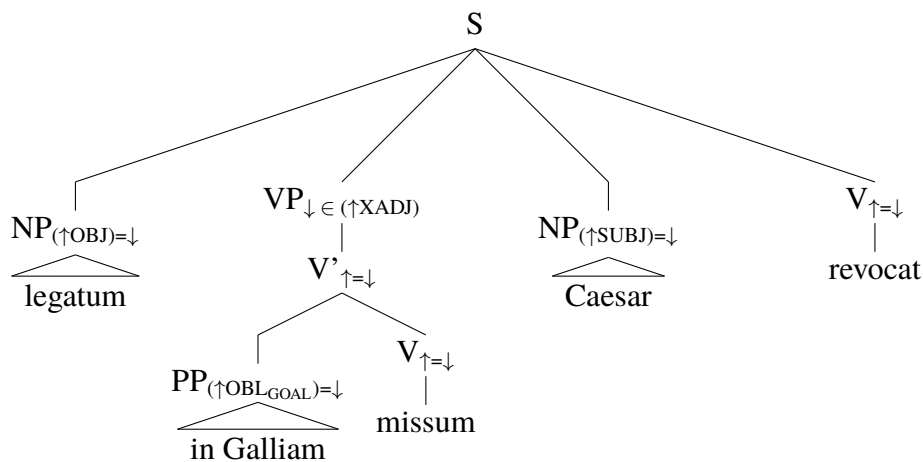 S
NP(↑OBJ)=↓ VP↓ ∈ (↑XADJ) NP(↑SUBJ)=↓ V↑=↓
legatum V’↑=↓ Caesar revocat
PP(↑OBLGOAL)=↓ V↑=↓
in Galliam missum